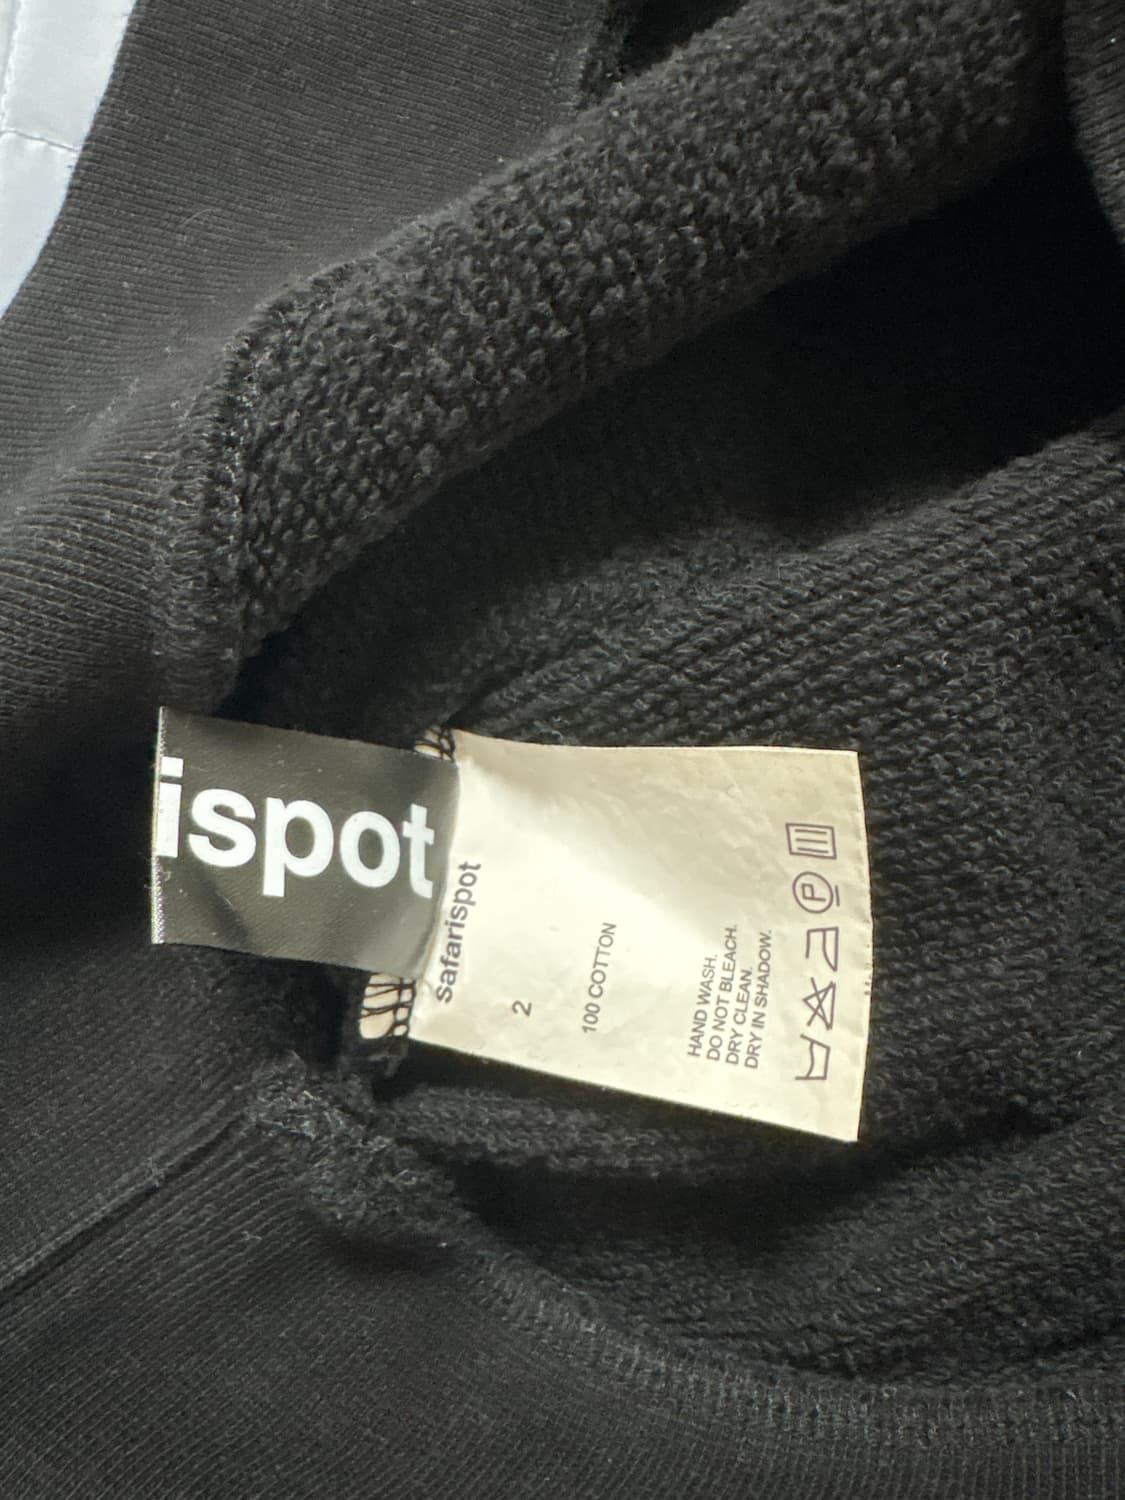 ispot
safarispot
2
100 COTTON
HAND WASH.
DO NOT BLEACH.
DRY CLEAN.
DRY IN SHADOW.
P